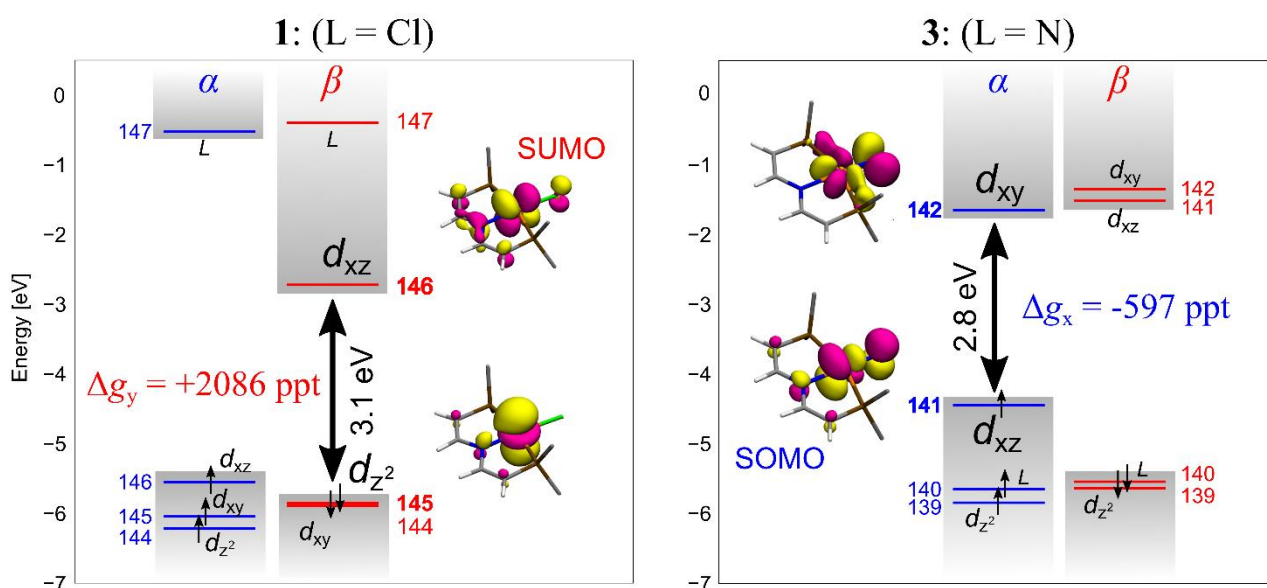 1: (L = Cl)
0
−1
−2
−3
−4
−5
−6
−7
Energy [eV]
α
β
147
L
147
L
SUMO
d_xz
146
3.1 eV
Δg_y = +2086 ppt
d_z²
146
d_xz
145
d_xy
144
d_z²
145
144
d_xy
3: (L = N)
0
−1
−2
−3
−4
−5
−6
−7
α
β
d_xy
142
d_xy
142
141
d_xz
2.8 eV
Δg_x = -597 ppt
141
d_xz
SOMO
140
L
139
d_z²
L
140
139
d_z²